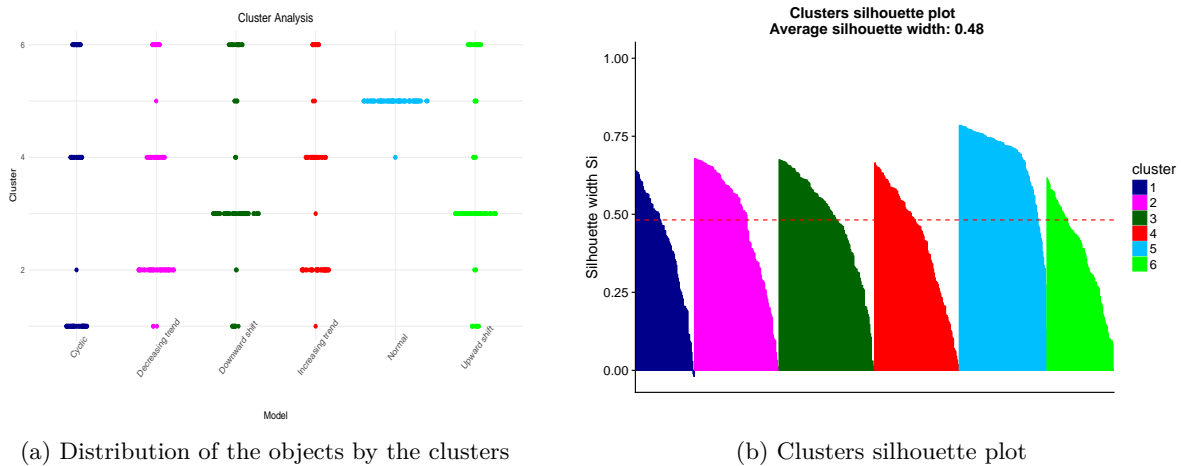 Cluster Analysis
6
4
2
Cluster
Cyclic
Decreasing trend
Downward shift
Increasing trend
Normal
Upward shift
Model
(a) Distribution of the objects by the clusters
Clusters silhouette plot
Average silhouette width: 0.48
1.00
0.75
0.50
0.25
0.00
Silhouette width Si
cluster
1
2
3
4
5
6
(b) Clusters silhouette plot